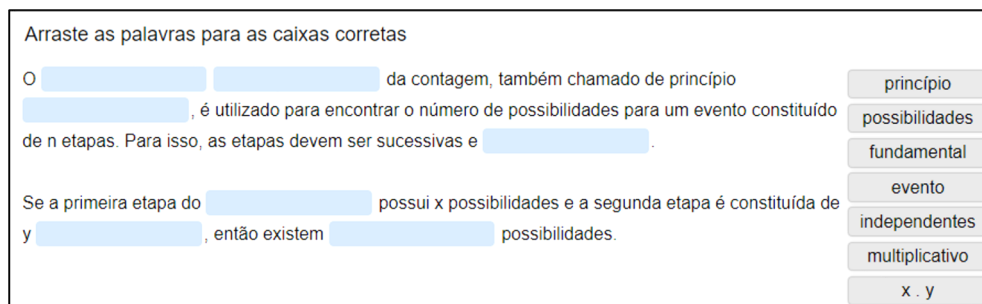 Arraste as palavras para as caixas corretas
O da contagem, também chamado de princípio
, é utilizado para encontrar o número de possibilidades para um evento constituído
de n etapas. Para isso, as etapas devem ser sucessivas e .
Se a primeira etapa do possui x possibilidades e a segunda etapa é constituída de
y , então existem possibilidades.
princípio
possibilidades
fundamental
evento
independentes
multiplicativo
x . y